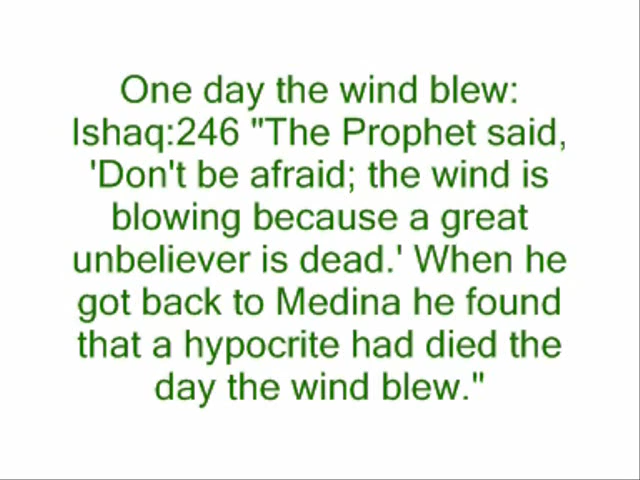 One day the wind blew:
Ishaq:246 "The Prophet said,
'Don't be afraid; the wind is
blowing because a great
unbeliever is dead.' When he
got back to Medina he found
that a hypocrite had died the
day the wind blew."